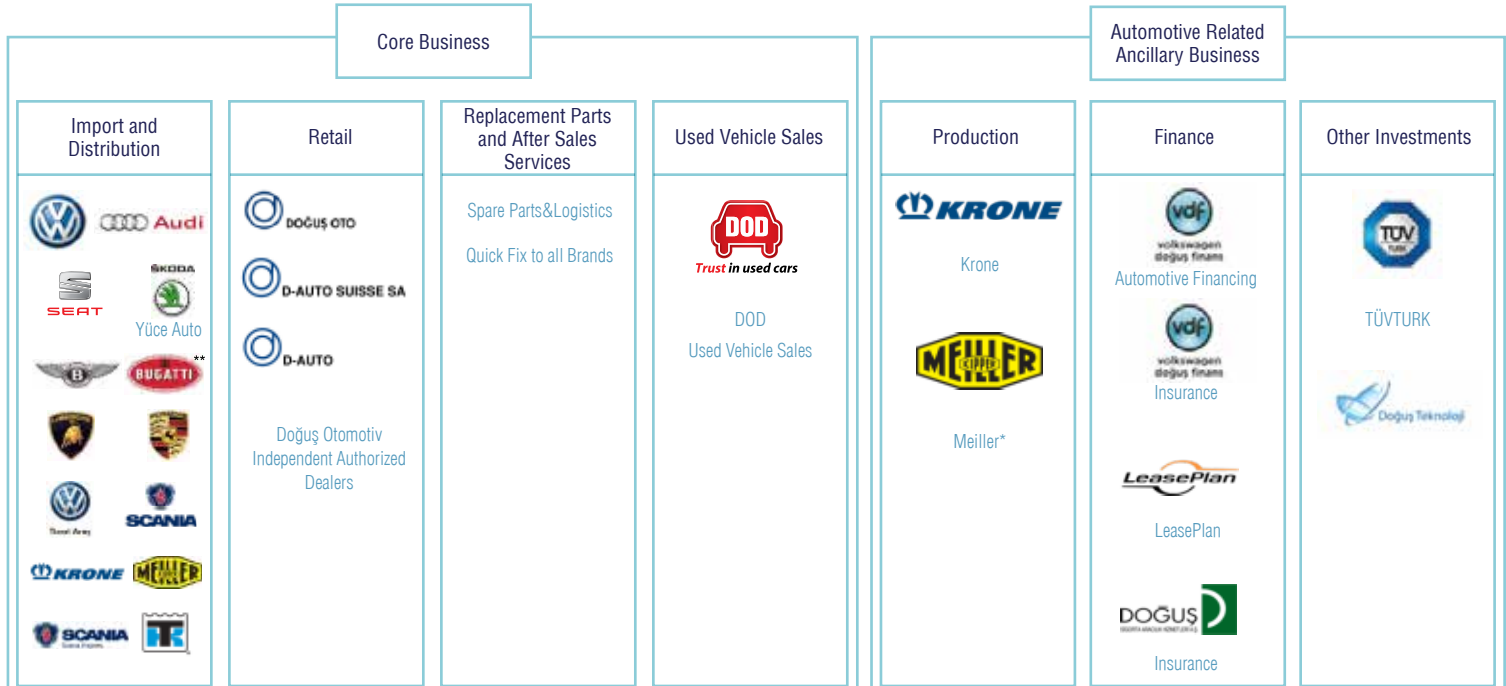 Core Business
Automotive Related
Ancillary Business
Import and
Distribution
Audi
SEAT
ŠKODA
Yüce Auto
B
BUGATTI
**
SCANIA
KRONE
MEILLER
KIPPER
SCANIA
TK
Retail
DOĞUŞ OTO
D-AUTO SUISSE SA
D-AUTO
Doğuş Otomotiv
Independent Authorized
Dealers
Replacement Parts
and After Sales
Services
Spare Parts&Logistics
Quick Fix to all Brands
Used Vehicle Sales
DOD
Trust in used cars
DOD
Used Vehicle Sales
Production
KRONE
Krone
MEILLER
KIPPER
Meiller*
Finance
vdf
volkswagen
doğuş finans
Automotive Financing
vdf
volkswagen
doğuş finans
Insurance
LeasePlan
LeasePlan
DOĞUŞ
Insurance
Other Investments
TÜV
TURK
TÜVTURK
Doğuş Teknoloji